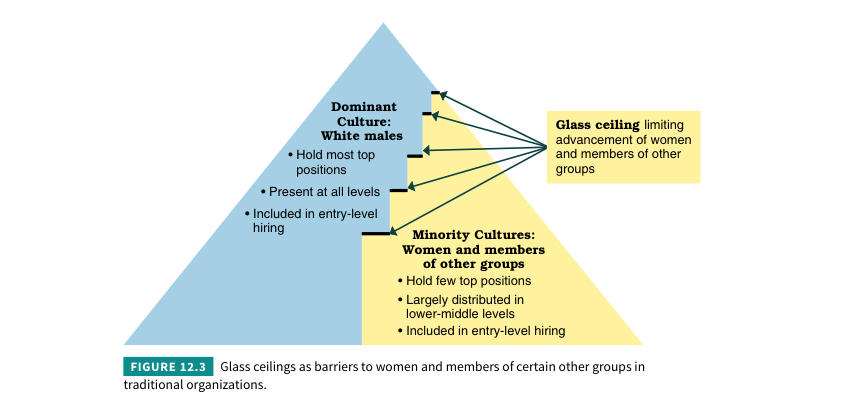 Dominant
Culture:
White males
• Hold most top
positions
• Present at all levels
• Included in entry-level
hiring
Glass ceiling limiting
advancement of women
and members of other
groups
Minority Cultures:
Women and members
of other groups
• Hold few top positions
• Largely distributed in
lower-middle levels
• Included in entry-level hiring
FIGURE 12.3 Glass ceilings as barriers to women and members of certain other groups in
traditional organizations.